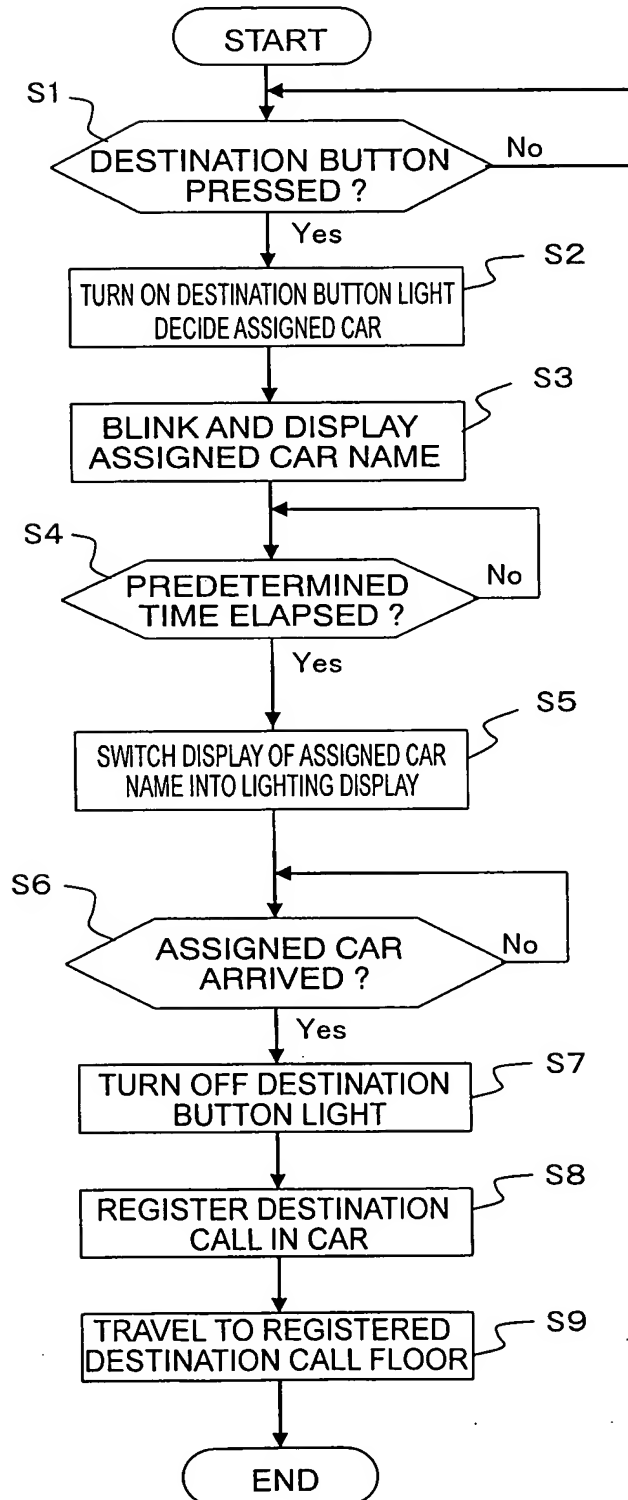 START
S1
DESTINATION BUTTON
PRESSED ?
No
Yes
S2
TURN ON DESTINATION BUTTON LIGHT
DECIDE ASSIGNED CAR
S3
BLINK AND DISPLAY
ASSIGNED CAR NAME
S4
PREDETERMINED
TIME ELAPSED ?
No
Yes
S5
SWITCH DISPLAY OF ASSIGNED CAR
NAME INTO LIGHTING DISPLAY
S6
ASSIGNED CAR
ARRIVED ?
No
Yes
S7
TURN OFF DESTINATION
BUTTON LIGHT
S8
REGISTER DESTINATION
CALL IN CAR
S9
TRAVEL TO REGISTERED
DESTINATION CALL FLOOR
END